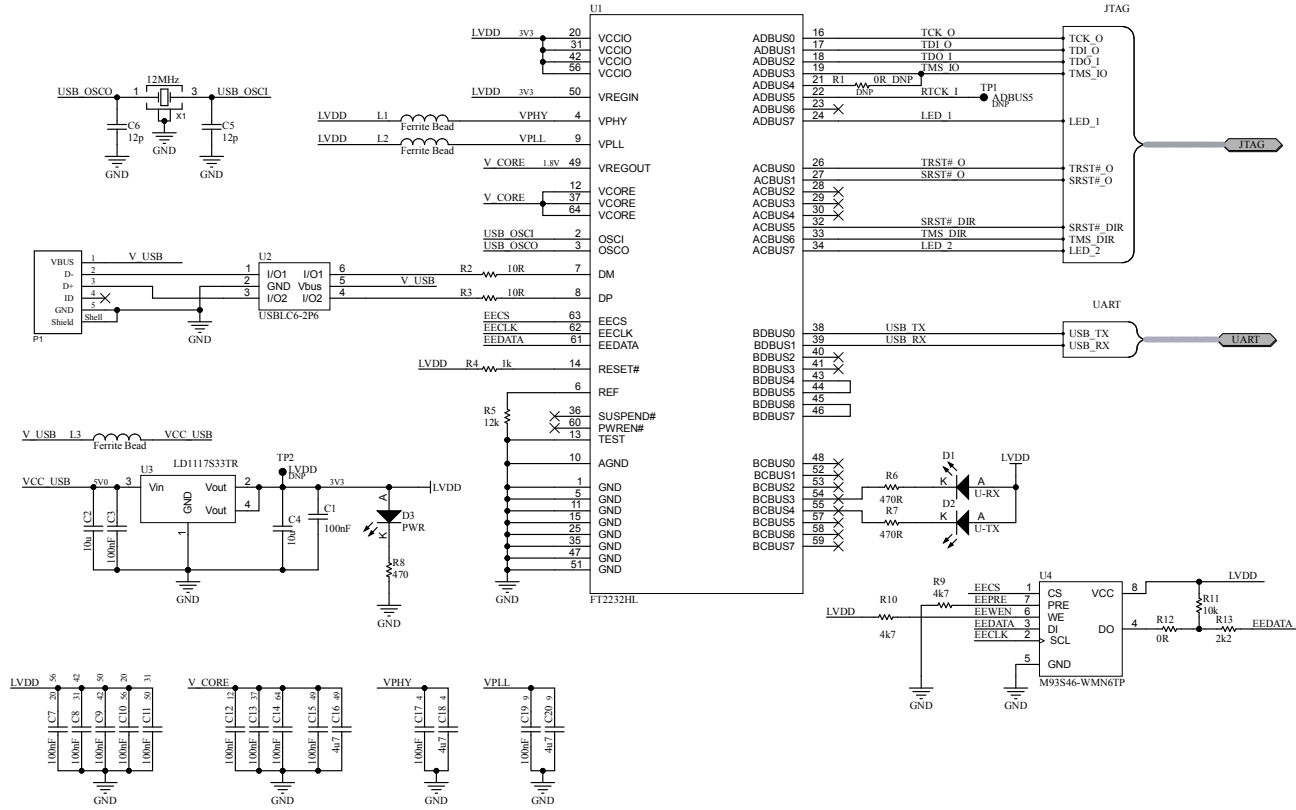 U1
JTAG
LVDD 3V3 20 VCCIO
31 VCCIO
42 VCCIO
56 VCCIO
LVDD 3V3 50 VREGIN
LVDD L1 Ferrite Bead VPHY 4 VPHY
LVDD L2 Ferrite Bead VPLL 9 VPLL
V_CORE 1.8V 49 VREGOUT
12 VCORE
V_CORE 37 VCORE
64 VCORE
USB_OSCI 2 OSCI
USB_OSCO 3 OSCO
R2 10R 7 DM
R3 10R 8 DP
EECS 63 EECS
EECLK 62 EECLK
EEDATA 61 EEDATA
LVDD R4 1k 14 RESET#
6 REF
R5
12k
36 SUSPEND#
60 PWREN#
13 TEST
10 AGND
1 GND
5 GND
11 GND
15 GND
25 GND
35 GND
47 GND
51 GND
GND
FT2232HL
ADBUS0 16 TCK_O TCK_O
ADBUS1 17 TDI_O TDI_O
ADBUS2 18 TDO_I TDO_I
ADBUS3 19 TMS_IO TMS_IO
ADBUS4 21 R1 0R_DNP
DNP
ADBUS5 22 RTCK_I TP1 ADBUS5
DNP
ADBUS6 23
ADBUS7 24 LED_1 LED_1
JTAG
ACBUS0 26 TRST#_O TRST#_O
ACBUS1 27 SRST#_O SRST#_O
ACBUS2 28
ACBUS3 29
ACBUS4 30
ACBUS5 32 SRST#_DIR SRST#_DIR
ACBUS6 33 TMS_DIR TMS_DIR
ACBUS7 34 LED_2 LED_2
UART
BDBUS0 38 USB_TX USB_TX
BDBUS1 39 USB_RX USB_RX
UART
BDBUS2 40
BDBUS3 41
BDBUS4 43
BDBUS5 44
BDBUS6 45
BDBUS7 46
BCBUS0 48
BCBUS1 52
BCBUS2 53
BCBUS3 54
BCBUS4 55
BCBUS5 57
BCBUS6 58
BCBUS7 59
R6
470R
R7
470R
D1
K A
U-RX
D2
K A
U-TX
LVDD
12MHz
USB_OSCO 1 3 USB_OSCI
X1
C6
12p
C5
12p
GND
GND
GND
VBUS 1 V_USB
D- 2
D+ 3
ID 4
GND 5
Shield Shell
P1
U2
1 I/O1 I/O1 6
2 GND Vbus 5 V_USB
3 I/O2 I/O2 4
USBLC6-2P6
GND
V_USB L3 VCC_USB
Ferrite Bead
U3 LD1117S33TR
VCC_USB 5V0 3 Vin Vout 2
Vout 4
GND
1
TP2
LVDD
DNP
3V3
LVDD
C2
10u
C3
100nF
C4
10u
C1
100nF
A
D3
PWR
K
R8
470
GND
GND
U4
EECS 1 CS VCC 8 LVDD
EEPRE 7 PRE
EEWEN 6 WE
EEDATA 3 DI DO 4
EECLK 2 SCL
5 GND
M93S46-WMN6TP
R9
4k7
LVDD R10
4k7
R11
10k
R12
0R
R13
2k2
EEDATA
GND
GND
LVDD
56 42 50 20 31
20 31 42 56 50
C7 C8 C9 C10 C11
100nF 100nF 100nF 100nF 100nF
GND
V_CORE
12 37 64 49 49
C12 C13 C14 C15 C16
100nF 100nF 100nF 100nF 4u7
GND
VPHY
4 4
C17 C18
100nF 4u7
GND
VPLL
9 9
C19 C20
100nF 4u7
GND